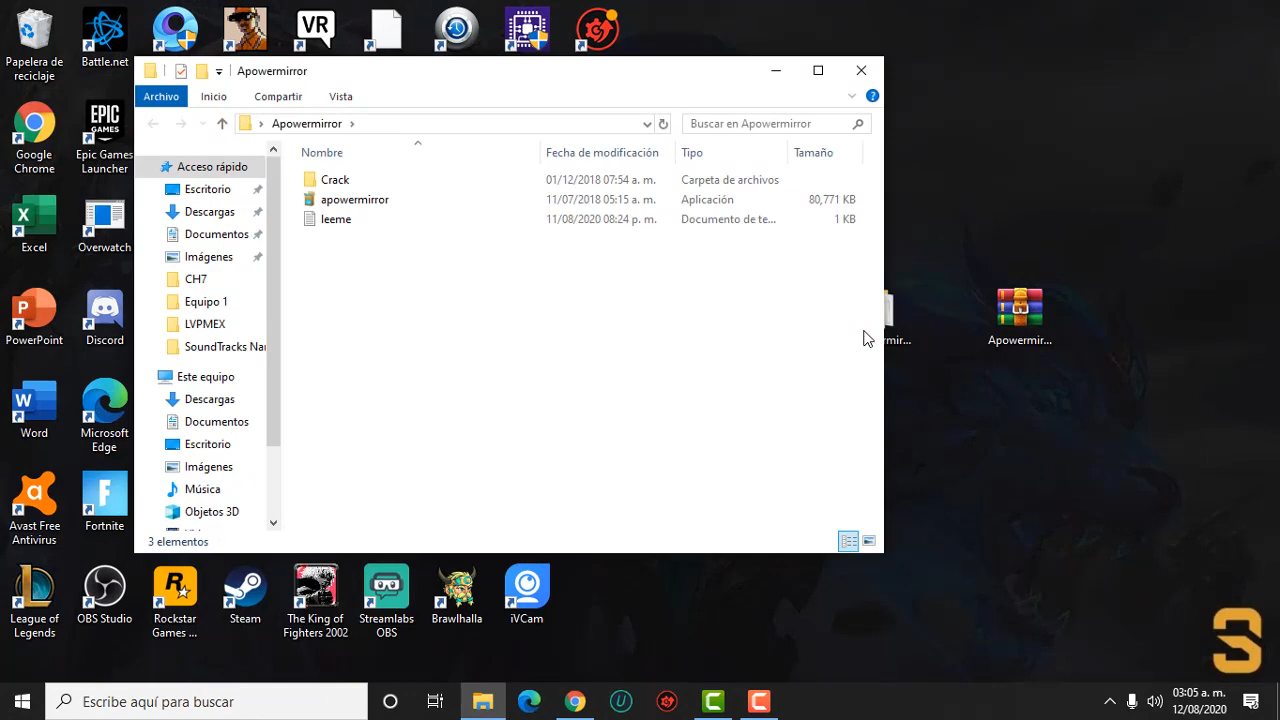 Papelera de reciclaje
Battle.net
VR
Apowermirror
Archivo
Inicio
Compartir
Vista
Apowermirror
Buscar en Apowermirror
Nombre
Fecha de modificación
Tipo
Tamaño
Crack
01/12/2018 07:54 a. m.
Carpeta de archivos
apowermirror
11/07/2018 05:15 a. m.
Aplicación
80,771 KB
leeme
11/08/2020 08:24 p. m.
Documento de te...
1 KB
Acceso rápido
Escritorio
Descargas
Documentos
Imágenes
CH7
Equipo 1
LVPMEX
SoundTracks Nar
Este equipo
Descargas
Documentos
Escritorio
Imágenes
Música
Objetos 3D
3 elementos
Google Chrome
EPIC GAMES
Epic Games Launcher
Excel
Overwatch
PowerPoint
Discord
Word
Microsoft Edge
Avast Free Antivirus
Fortnite
mir...
Apowermir...
League of Legends
OBS Studio
Rockstar Games ...
Steam
The King of Fighters 2002
Streamlabs OBS
Brawlhalla
iVCam
S
Escribe aquí para buscar
03:05 a. m.
12/08/2020